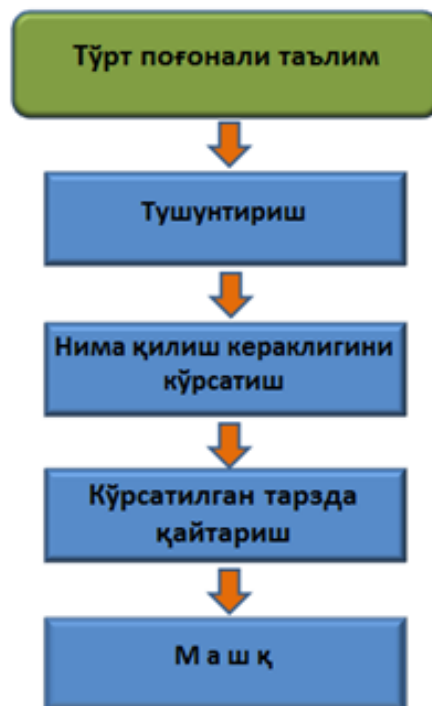 Тўрт поғонали таълим
Тушунтириш
Нима қилиш кераклигини
кўрсатиш
Кўрсатилган тарзда
қайтариш
М а ш қ